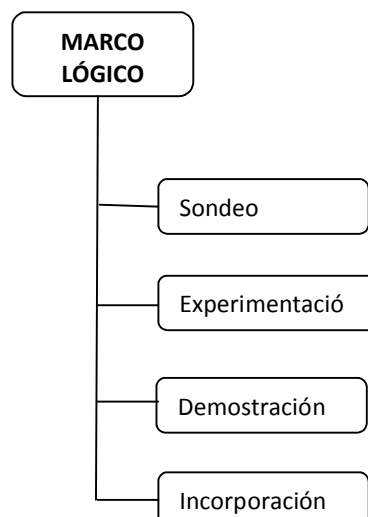 MARCO
LÓGICO
Sondeo
Experimentació
Demostración
Incorporación